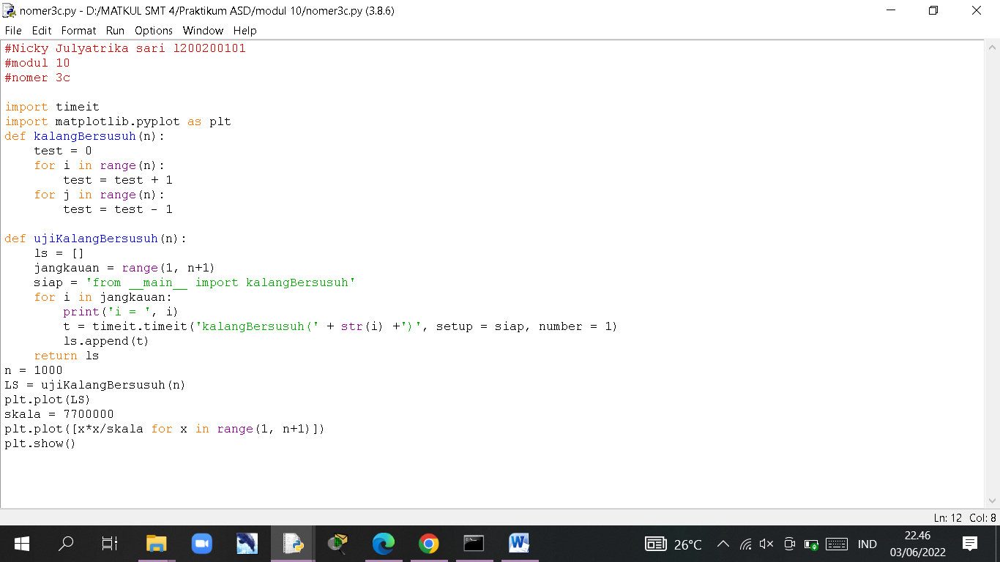 nomer3c.py - D:/MATKUL SMT 4/Praktikum ASD/modul 10/nomer3c.py (3.8.6)
File Edit Format Run Options Window Help
#Nicky Julyatrika sari l200200101
#modul 10
#nomer 3c

import timeit
import matplotlib.pyplot as plt
def kalangBersusuh(n):
    test = 0
    for i in range(n):
        test = test + 1
    for j in range(n):
        test = test - 1

def ujiKalangBersusuh(n):
    ls = []
    jangkauan = range(1, n+1)
    siap = 'from __main__ import kalangBersusuh'
    for i in jangkauan:
        print('i = ', i)
        t = timeit.timeit('kalangBersusuh(' + str(i) +')', setup = siap, number = 1)
        ls.append(t)
    return ls
n = 1000
LS = ujiKalangBersusuh(n)
plt.plot(LS)
skala = 7700000
plt.plot([x*x/skala for x in range(1, n+1)])
plt.show()
Ln: 12 Col: 8
26°C IND 22.46
03/06/2022